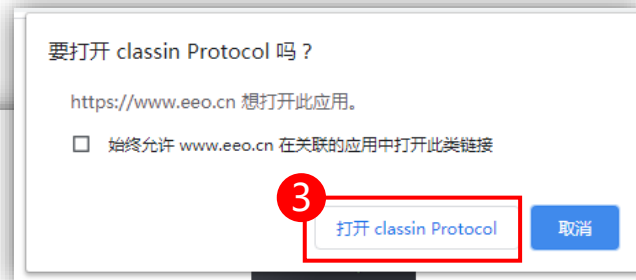 要打开 classin Protocol 吗？
https://www.eeo.cn 想打开此应用。
始终允许 www.eeo.cn 在关联的应用中打开此类链接
3
打开 classin Protocol
取消